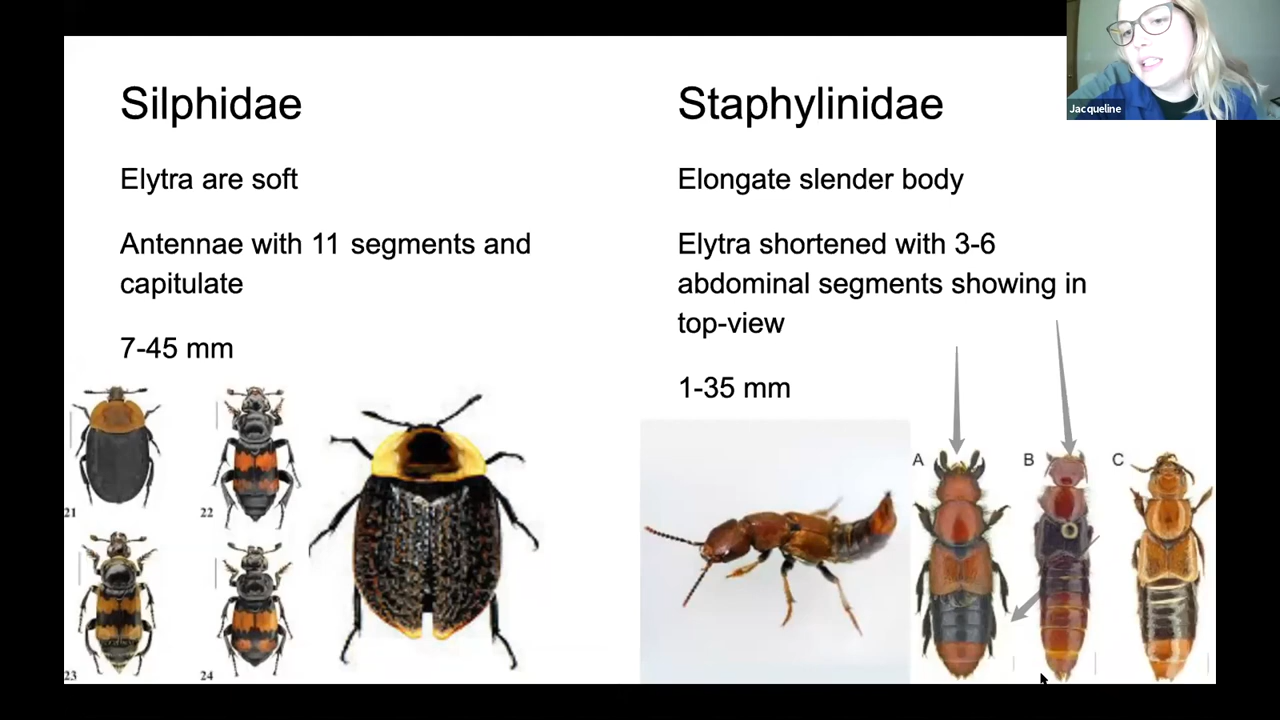 Silphidae
Elytra are soft
Antennae with 11 segments and
capitulate
7-45 mm
21
22
23
24
Staphylinidae
Elongate slender body
Elytra shortened with 3-6
abdominal segments showing in
top-view
1-35 mm
A
B
C
Jacqueline